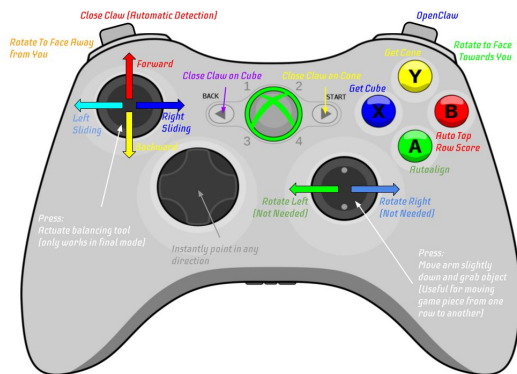 Close Claw (Automatic Detection)
OpenClaw
Rotate To Face Away
from You
Rotate to Face
Towards You
Forward
Close Claw on Cube
Close Claw on Cone
Get Cone
1
2
BACK
START
Y
Get Cube
X
B
Left
Sliding
Right
Sliding
3
4
Auto Top
Row Score
A
Backward
Autoalign
Press:
Actuate balancing tool
(only works in final mode)
Rotate Left
(Not Needed)
Rotate Right
(Not Needed)
Instantly point in any
direction
Press:
Move arm slightly
down and grab object
(Useful for moving
game piece from one
row to another)